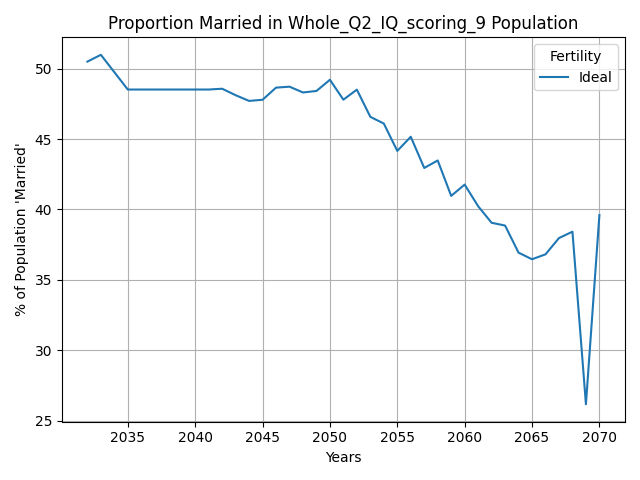 Proportion Married in Whole_Q2_IQ_scoring_9 Population
Fertility
Ideal
% of Population 'Married'
50
45
40
35
30
25
2035 2040 2045 2050 2055 2060 2065 2070
Years